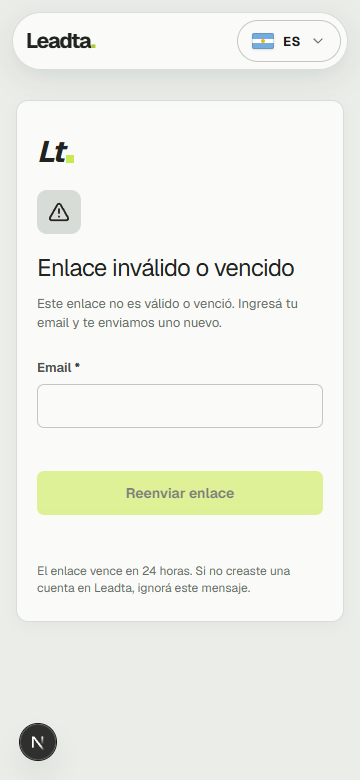 Leadta.
ES
Lt.
Enlace inválido o vencido
Este enlace no es válido o venció. Ingresá tu
email y te enviamos uno nuevo.
Email *
Reenviar enlace
El enlace vence en 24 horas. Si no creaste una
cuenta en Leadta, ignorá este mensaje.
N